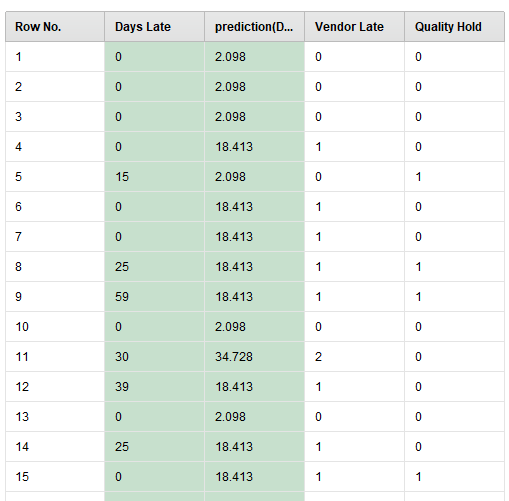 Row No. Days Late prediction(D... Vendor Late Quality Hold
1 0 2.098 0 0
2 0 2.098 0 0
3 0 2.098 0 0
4 0 18.413 1 0
5 15 2.098 0 1
6 0 18.413 1 0
7 0 18.413 1 0
8 25 18.413 1 1
9 59 18.413 1 1
10 0 2.098 0 0
11 30 34.728 2 0
12 39 18.413 1 0
13 0 2.098 0 0
14 25 18.413 1 0
15 0 18.413 1 1